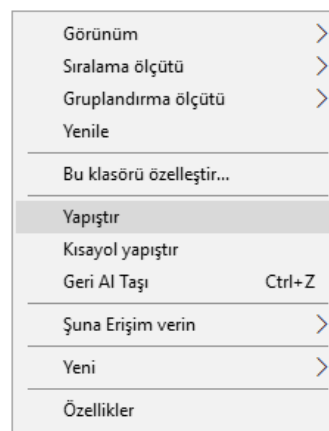 Görünüm
Sıralama ölçütü
Gruplandırma ölçütü
Yenile
Bu klasörü özelleştir...
Yapıştır
Kısayol yapıştır
Geri Al Taşı Ctrl+Z
Şuna Erişim verin
Yeni
Özellikler